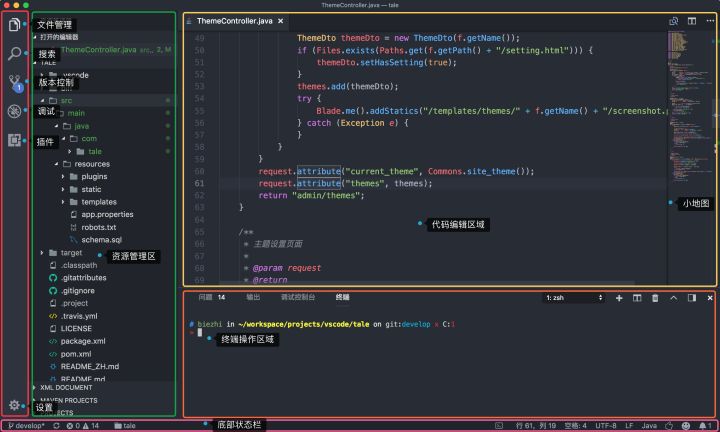 ThemeController.java — tale
文件管理
打开的编辑器
ThemeController.java src... 2, M
搜索
TALE
.vscode
版本控制
1
bin
src
调试
main
java
插件
com
tale
resources
plugins
static
templates
app.properties
robots.txt
schema.sql
target
资源管理区
.classpath
.gitattributes
.gitignore
.project
.travis.yml
LICENSE
package.xml
pom.xml
README_ZH.md
README.md
XML DOCUMENT
MAVEN PROJECTS
设置
PROJECTS
ThemeController.java
49 ThemeDto themeDto = new ThemeDto(f.getName());
50 if (Files.exists(Paths.get(f.getPath() + "/setting.html"))) {
51 themeDto.setHasSetting(true);
52 }
53 themes.add(themeDto);
54 try {
55 Blade.me().addStatics("/templates/themes/" + f.getName() + "/screenshot.p
56 } catch (Exception e) {
57 }
58 }
59 }
60 request.attribute("current_theme", Commons.site_theme());
61 request.attribute("themes", themes);
62 return "admin/themes";
63 }
64
65 /**
66 * 主题设置页面
67 *
68 * @param request
69 * @return
代码编辑区域
小地图
问题 14 输出 调试控制台 终端 1: zsh
# biezhi in ~/workspace/projects/vscode/tale on git:develop x C:1
终端操作区域
develop* 0 14 tale
底部状态栏
行 61, 列 19 空格: 4 UTF-8 LF Java 1